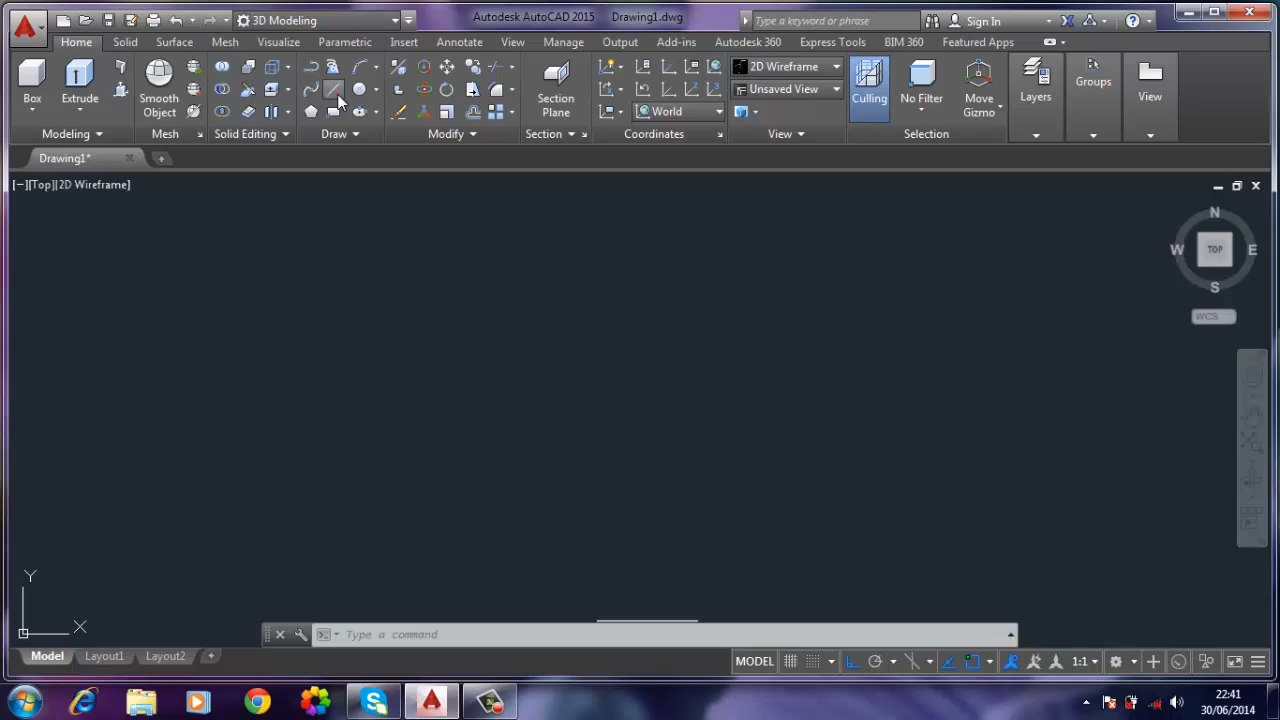 3D Modeling
Autodesk AutoCAD 2015 Drawing1.dwg
Type a keyword or phrase
Sign In
Home Solid Surface Mesh Visualize Parametric Insert Annotate View Manage Output Add-ins Autodesk 360 Express Tools BIM 360 Featured Apps
Box
Extrude
Smooth
Object
Section
Plane
World
2D Wireframe
Unsaved View
Culling
No Filter
Move
Gizmo
Layers
Groups
View
Modeling
Mesh
Solid Editing
Draw
Modify
Section
Coordinates
View
Selection
Drawing1*
[−][Top][2D Wireframe]
N
W
TOP
E
S
WCS
Y
X
Type a command
Model Layout1 Layout2
MODEL
1:1
22:41
30/06/2014